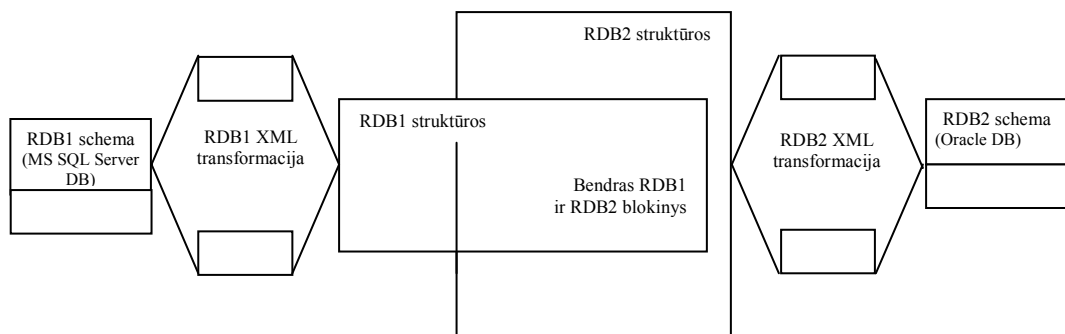 RDB2 struktūros
RDB1 schema
(MS SQL Server
DB)
RDB1 XML
transformacija
RDB1 struktūros
Bendras RDB1
ir RDB2 blokinys
RDB2 XML
transformacija
RDB2 schema
(Oracle DB)